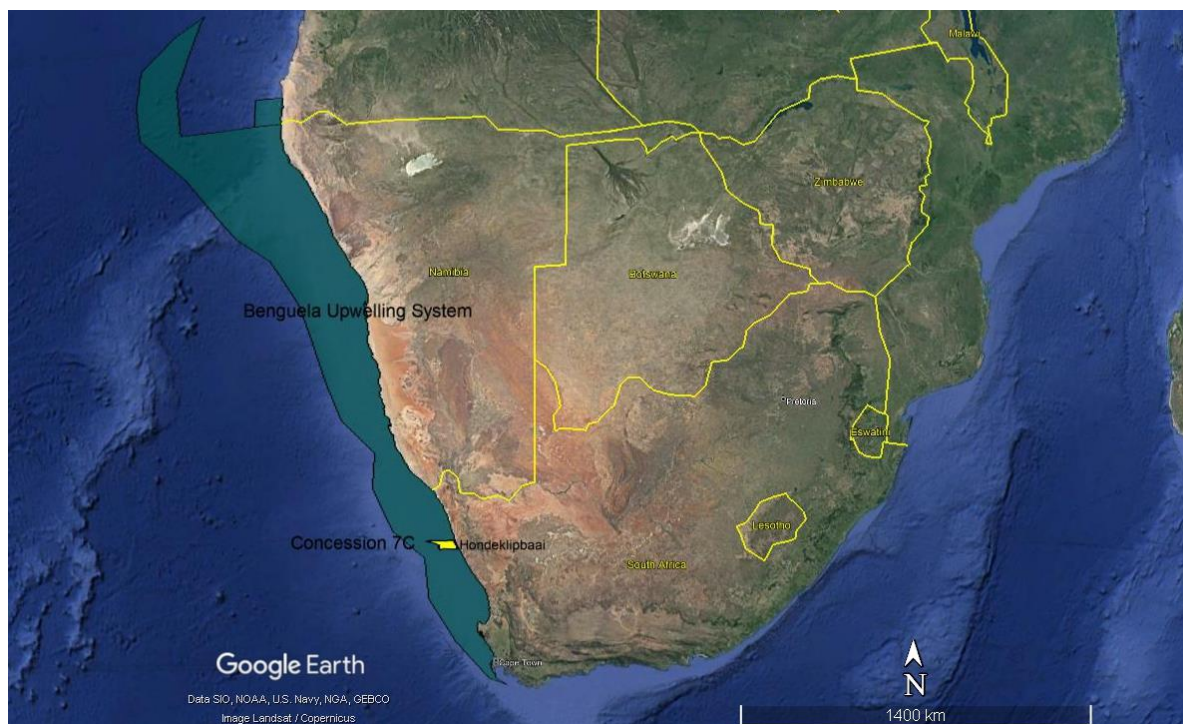 Malawi
Zimbabwe
Namibia
Botswana
Benguela Upwelling System
Pretoria
Eswatini
Lesotho
Concession 7C
Hondeklipbaai
South Africa
Cape Town
Google Earth
N
Data SIO, NOAA, U.S. Navy, NGA, GEBCO
Image Landsat / Copernicus
1400 km